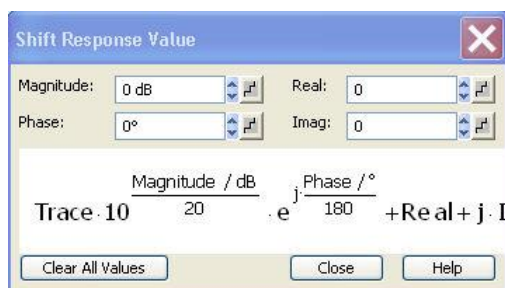 Shift Response Value
Magnitude: 0 dB Real: 0
Phase: 0° Imag: 0
Trace · 10^(Magnitude / dB / 20) · e^(j· Phase / ° / 180) + Real + j ·
Clear All Values Close Help